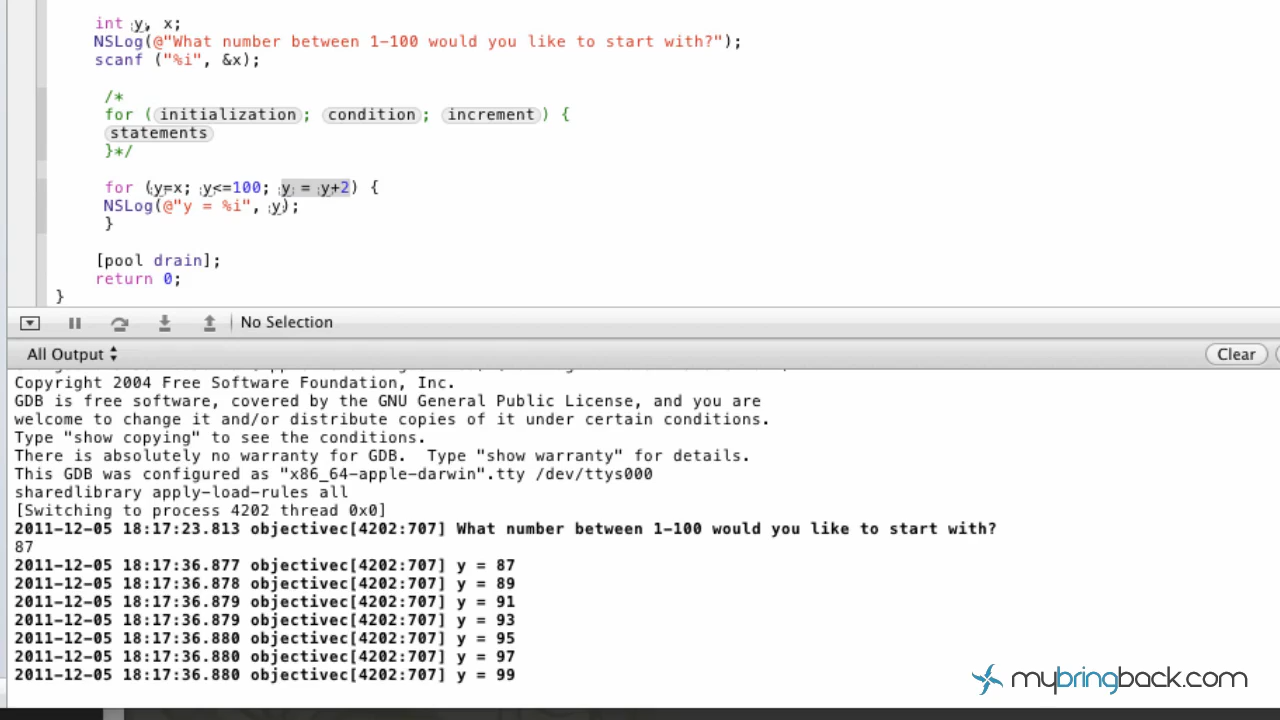 int y, x;
NSLog(@"What number between 1-100 would you like to start with?");
scanf ("%i", &x);
/*
for (initialization; condition; increment) {
statements
}*/
for (y=x; y<=100; y = y+2) {
NSLog(@"y = %i", y);
}
[pool drain];
return 0;
}
No Selection
All Output
Clear
Copyright 2004 Free Software Foundation, Inc.
GDB is free software, covered by the GNU General Public License, and you are
welcome to change it and/or distribute copies of it under certain conditions.
Type "show copying" to see the conditions.
There is absolutely no warranty for GDB.  Type "show warranty" for details.
This GDB was configured as "x86_64-apple-darwin".tty /dev/ttys000
sharedlibrary apply-load-rules all
[Switching to process 4202 thread 0x0]
2011-12-05 18:17:23.813 objectivec[4202:707] What number between 1-100 would you like to start with?
87
2011-12-05 18:17:36.877 objectivec[4202:707] y = 87
2011-12-05 18:17:36.878 objectivec[4202:707] y = 89
2011-12-05 18:17:36.879 objectivec[4202:707] y = 91
2011-12-05 18:17:36.879 objectivec[4202:707] y = 93
2011-12-05 18:17:36.880 objectivec[4202:707] y = 95
2011-12-05 18:17:36.880 objectivec[4202:707] y = 97
2011-12-05 18:17:36.880 objectivec[4202:707] y = 99
mybringback.com